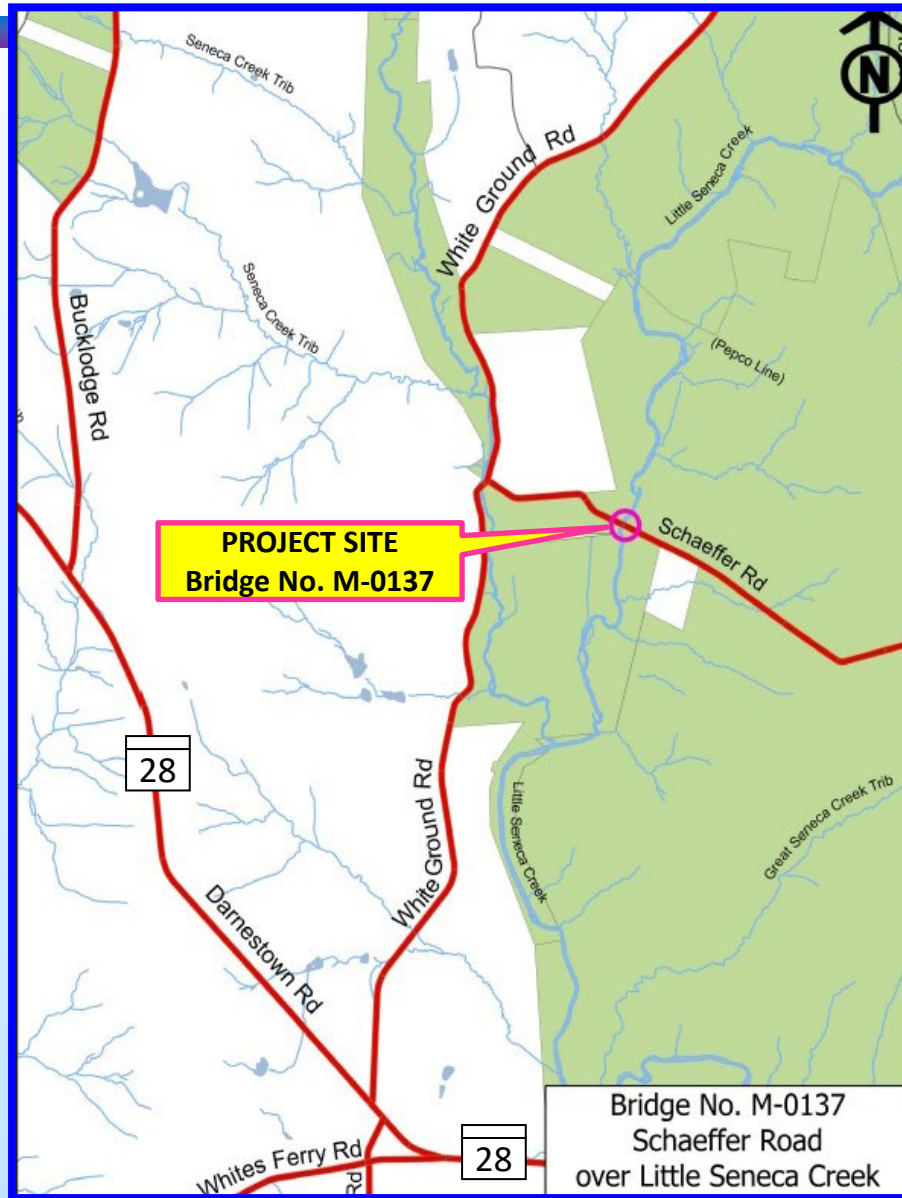 Seneca Creek Trib
N
White Ground Rd
Little Seneca Creek
Seneca Creek Trib
Bucklodge Rd
(Pepco Line)
PROJECT SITE
Bridge No. M-0137
Schaeffer Rd
28
White Ground Rd
Little Seneca Creek
Great Seneca Creek Trib
Darnestown Rd
Whites Ferry Rd
Rd
28
Bridge No. M-0137
Schaeffer Road
over Little Seneca Creek